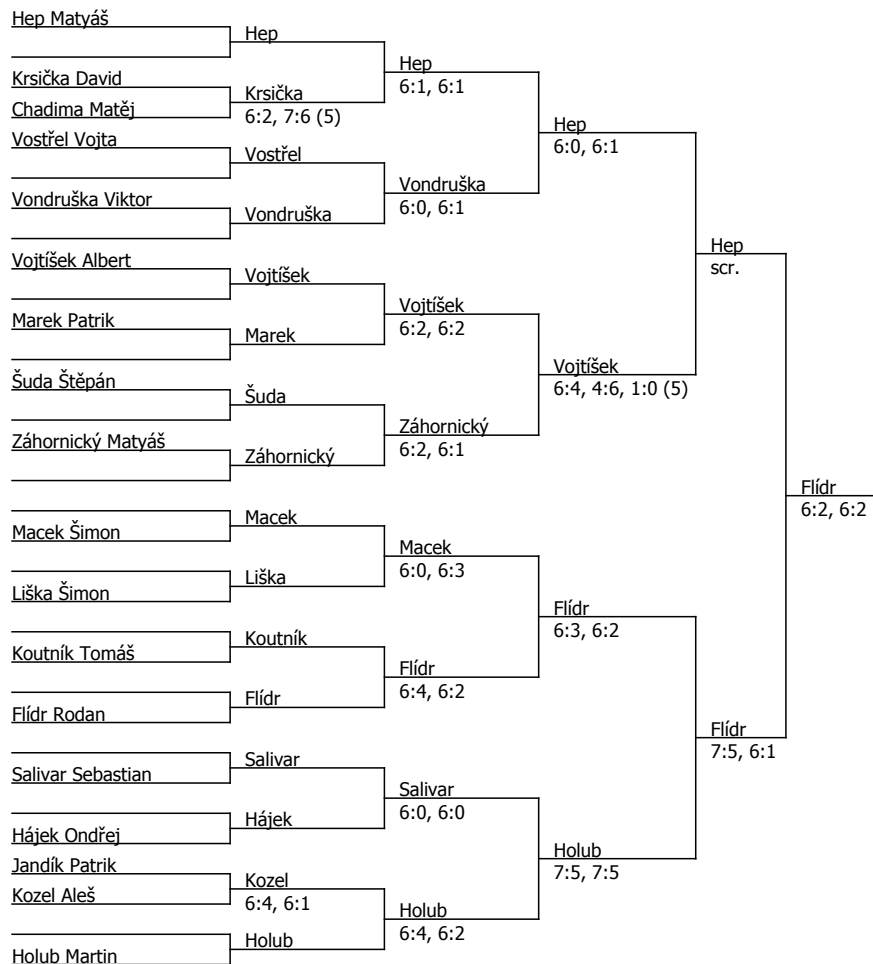 Hep Matyáš
Hep
Hep
6:1, 6:1
Krsička David
Krsička
6:2, 7:6 (5)
Chadima Matěj
Hep
6:0, 6:1
Vostřel Vojta
Vostřel
Vondruška
6:0, 6:1
Vondruška Viktor
Vondruška
Hep
scr.
Vojtíšek Albert
Vojtíšek
Vojtíšek
6:2, 6:2
Marek Patrik
Marek
Vojtíšek
6:4, 4:6, 1:0 (5)
Šuda Štěpán
Šuda
Záhornický
6:2, 6:1
Záhornický Matyáš
Záhornický
Flídr
6:2, 6:2
Macek Šimon
Macek
Macek
6:0, 6:3
Liška Šimon
Liška
Flídr
6:3, 6:2
Koutník Tomáš
Koutník
Flídr
6:4, 6:2
Flídr Rodan
Flídr
Flídr
7:5, 6:1
Salivar Sebastian
Salivar
Salivar
6:0, 6:0
Hájek Ondřej
Hájek
Holub
7:5, 7:5
Jandík Patrik
Kozel
6:4, 6:1
Kozel Aleš
Holub
6:4, 6:2
Holub
Holub Martin